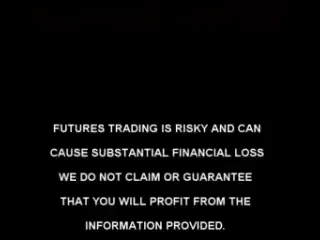 FUTURES TRADING IS RISKY AND CAN
CAUSE SUBSTANTIAL FINANCIAL LOSS
WE DO NOT CLAIM OR GUARANTEE
THAT YOU WILL PROFIT FROM THE
INFORMATION PROVIDED.